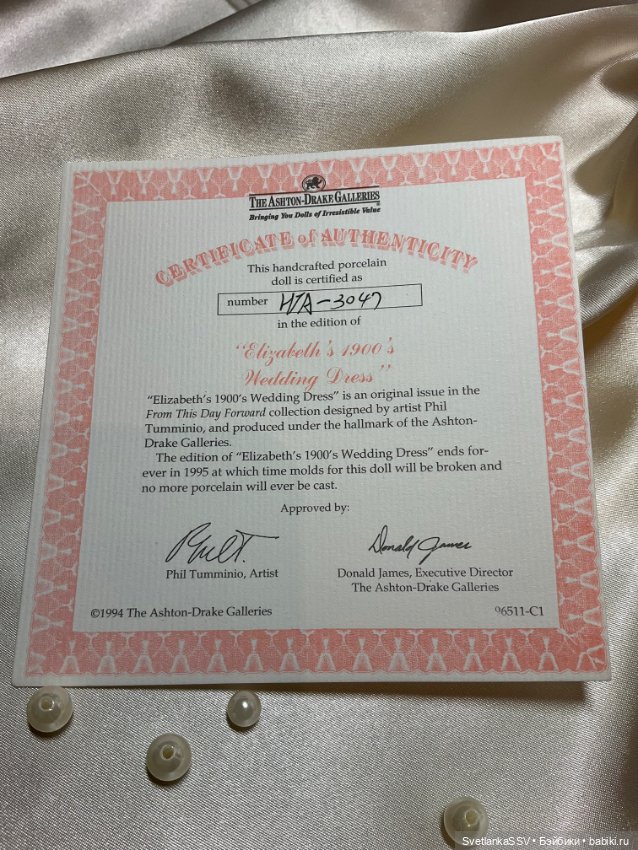 THE ASHTON-DRAKE GALLERIES
Bringing You Dolls of Irresistible Value
CERTIFICATE of AUTHENTICITY
This handcrafted porcelain
doll is certified as
number HTA-3047
in the edition of
"Elizabeth's 1900's
Wedding Dress"
"Elizabeth's 1900's Wedding Dress" is an original issue in the
From This Day Forward collection designed by artist Phil
Tumminio, and produced under the hallmark of the Ashton-
Drake Galleries.
The edition of "Elizabeth's 1900's Wedding Dress" ends for-
ever in 1995 at which time molds for this doll will be broken and
no more porcelain will ever be cast.
Approved by:
Phil T. Donald James
Phil Tumminio, Artist Donald James, Executive Director
The Ashton-Drake Galleries
©1994 The Ashton-Drake Galleries 96511-C1
SvetlankaSSV • Бэйбики • babiki.ru